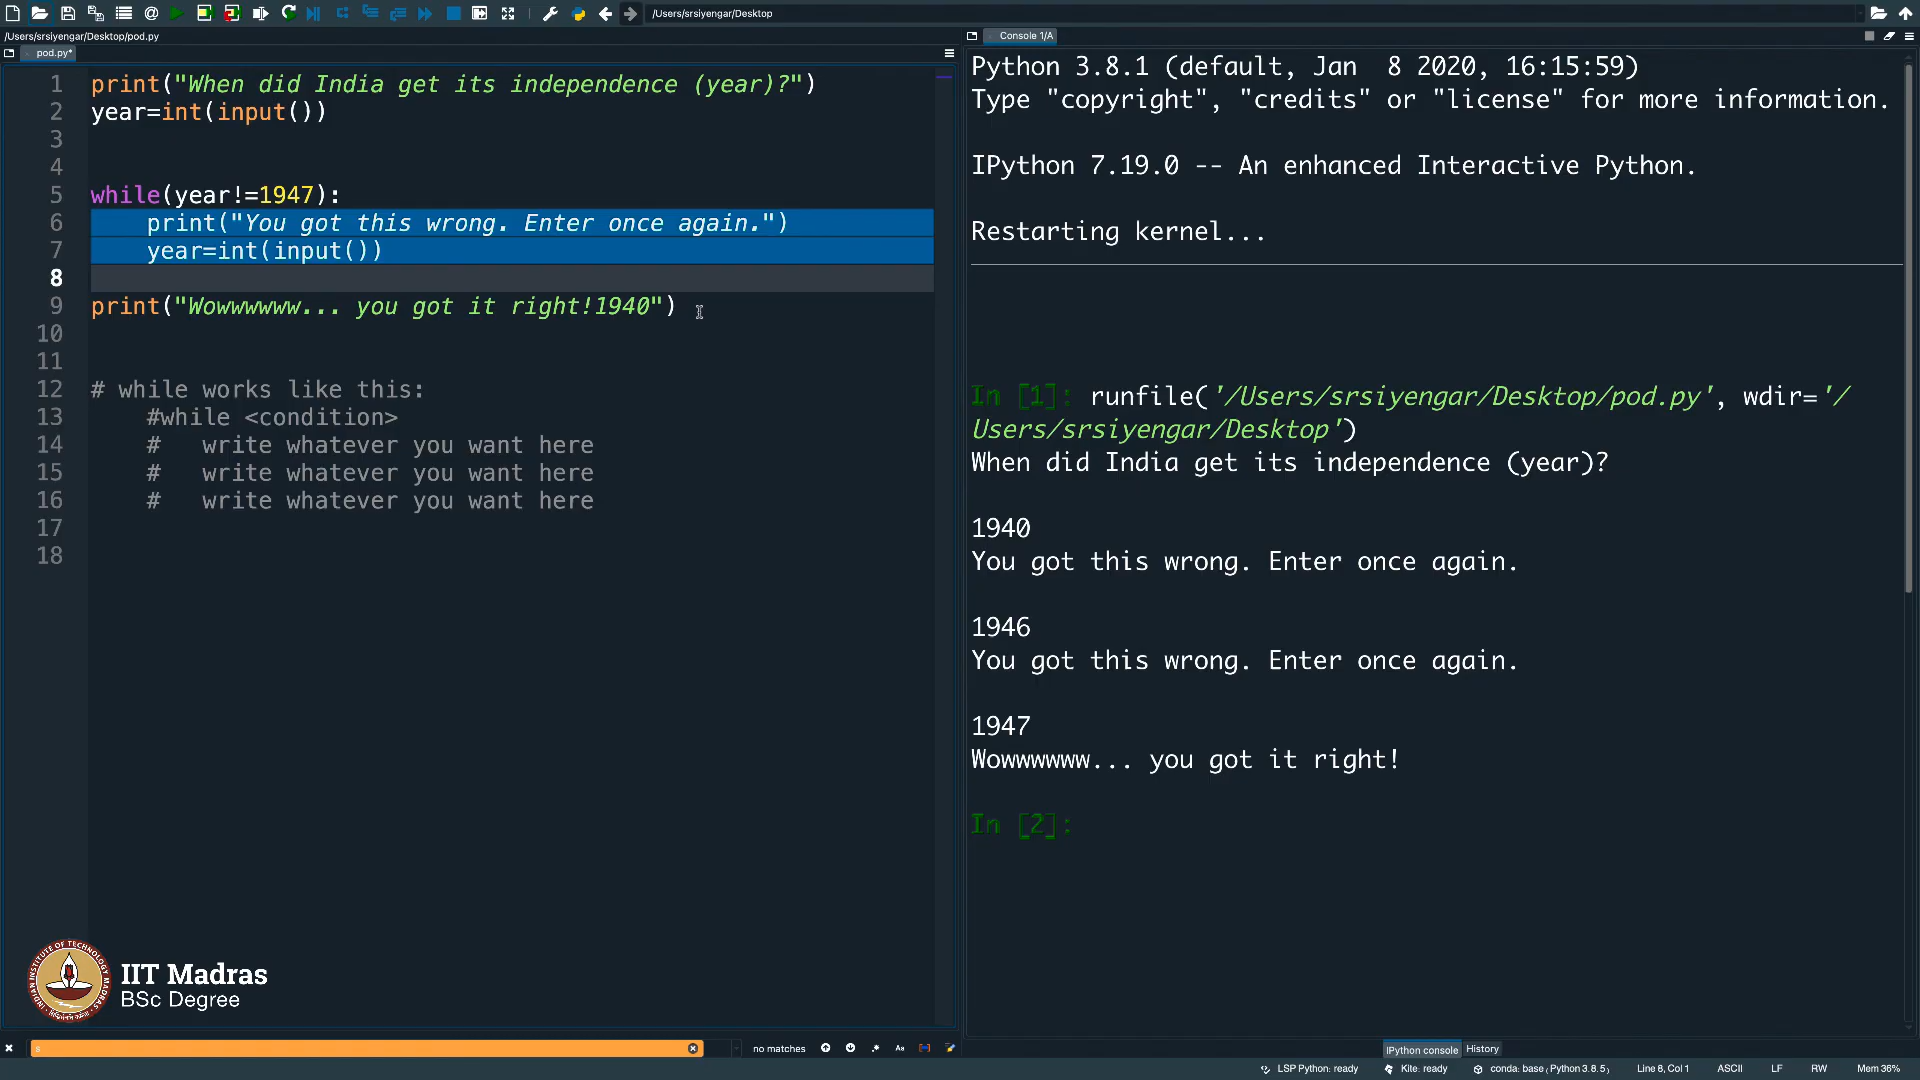 /Users/srsiyengar/Desktop
/Users/srsiyengar/Desktop/pod.py
pod.py*
1 print("When did India get its independence (year)?")
2 year=int(input())
3
4
5 while(year!=1947):
6 print("You got this wrong. Enter once again.")
7 year=int(input())
8
9 print("Wowwwwww... you got it right!1940")
10
11
12 # while works like this:
13 #while <condition>
14 # write whatever you want here
15 # write whatever you want here
16 # write whatever you want here
17
18
IIT Madras
BSc Degree
s
no matches
Console 1/A
Python 3.8.1 (default, Jan 8 2020, 16:15:59)
Type "copyright", "credits" or "license" for more information.
IPython 7.19.0 -- An enhanced Interactive Python.
Restarting kernel...
In [1]: runfile('/Users/srsiyengar/Desktop/pod.py', wdir='/
Users/srsiyengar/Desktop')
When did India get its independence (year)?
1940
You got this wrong. Enter once again.
1946
You got this wrong. Enter once again.
1947
Wowwwwww... you got it right!
In [2]:
IPython console
History
LSP Python: ready
Kite: ready
conda: base (Python 3.8.5)
Line 8, Col 1
ASCII
LF
RW
Mem 36%